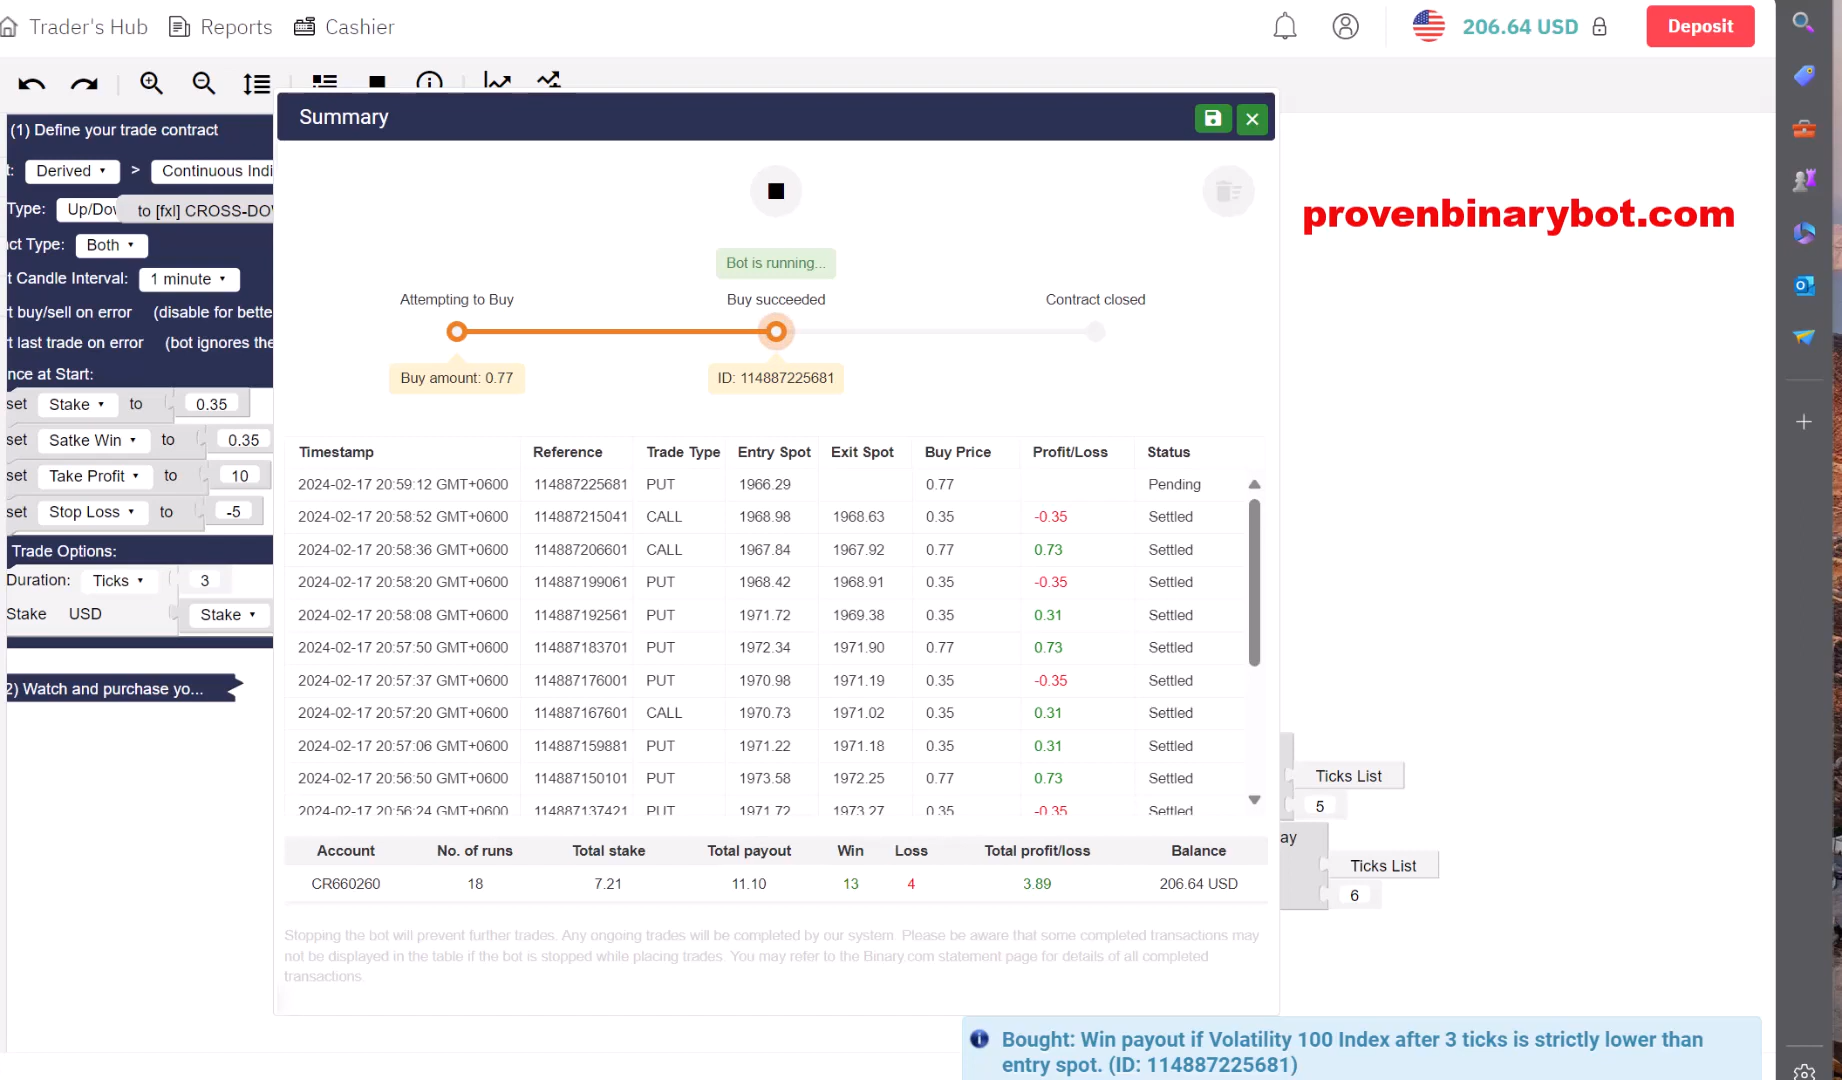 Trader's Hub Reports Cashier 206.64 USD Deposit
Summary
(1) Define your trade contract
t: Derived > Continuous Indi
Type: Up/Dov to [fxl] CROSS-DO
ct Type: Both
t Candle Interval: 1 minute
t buy/sell on error (disable for bette
t last trade on error (bot ignores the
nce at Start:
set Stake to 0.35
set Satke Win to 0.35
set Take Profit to 10
set Stop Loss to -5
Trade Options:
Duration: Ticks 3
Stake USD Stake
2) Watch and purchase yo...
provenbinarybot.com
Bot is running...
Attempting to Buy Buy succeeded Contract closed
Buy amount: 0.77 ID: 114887225681
Timestamp Reference Trade Type Entry Spot Exit Spot Buy Price Profit/Loss Status
2024-02-17 20:59:12 GMT+0600 114887225681 PUT 1966.29 0.77 Pending
2024-02-17 20:58:52 GMT+0600 114887215041 CALL 1968.98 1968.63 0.35 -0.35 Settled
2024-02-17 20:58:36 GMT+0600 114887206601 CALL 1967.84 1967.92 0.77 0.73 Settled
2024-02-17 20:58:20 GMT+0600 114887199061 PUT 1968.42 1968.91 0.35 -0.35 Settled
2024-02-17 20:58:08 GMT+0600 114887192561 PUT 1971.72 1969.38 0.35 0.31 Settled
2024-02-17 20:57:50 GMT+0600 114887183701 PUT 1972.34 1971.90 0.77 0.73 Settled
2024-02-17 20:57:37 GMT+0600 114887176001 PUT 1970.98 1971.19 0.35 -0.35 Settled
2024-02-17 20:57:20 GMT+0600 114887167601 CALL 1970.73 1971.02 0.35 0.31 Settled
2024-02-17 20:57:06 GMT+0600 114887159881 PUT 1971.22 1971.18 0.35 0.31 Settled
2024-02-17 20:56:50 GMT+0600 114887150101 PUT 1973.58 1972.25 0.77 0.73 Settled
2024-02-17 20:56:24 GMT+0600 114887137421 PUT 1971.72 1973.27 0.35 -0.35 Settled
Account No. of runs Total stake Total payout Win Loss Total profit/loss Balance
CR660260 18 7.21 11.10 13 4 3.89 206.64 USD
Stopping the bot will prevent further trades. Any ongoing trades will be completed by our system. Please be aware that some completed transactions may
not be displayed in the table if the bot is stopped while placing trades. You may refer to the Binary.com statement page for details of all completed
transactions.
Ticks List
5
ay
Ticks List
6
Bought: Win payout if Volatility 100 Index after 3 ticks is strictly lower than
entry spot. (ID: 114887225681)